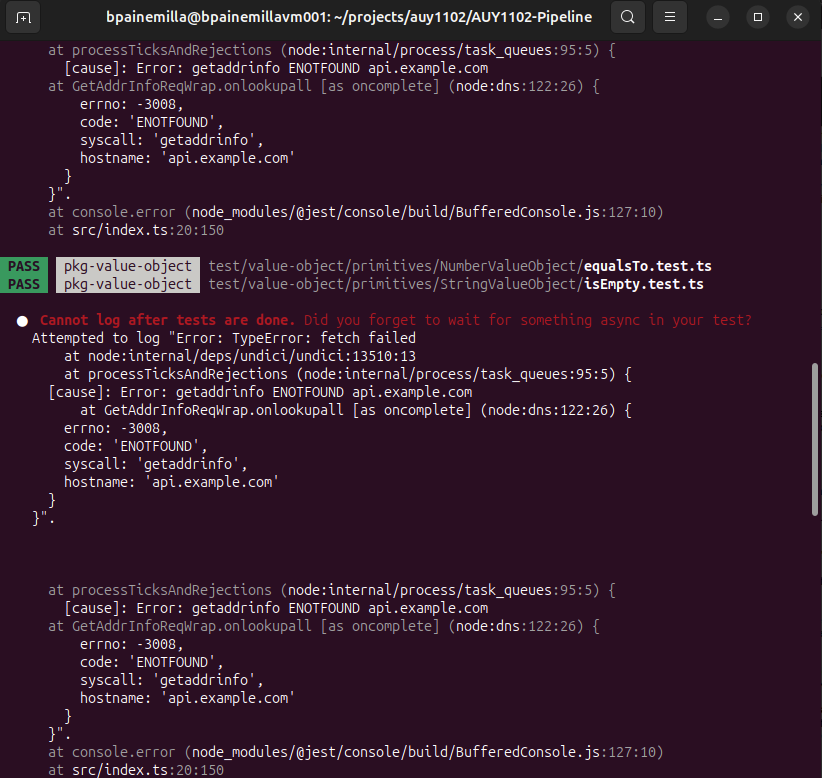 bpainemilla@bpainemillavm001: ~/projects/auy1102/AUY1102-Pipeline
at processTicksAndRejections (node:internal/process/task_queues:95:5) {
[cause]: Error: getaddrinfo ENOTFOUND api.example.com
at GetAddrInfoReqWrap.onlookupall [as oncomplete] (node:dns:122:26) {
errno: -3008,
code: 'ENOTFOUND',
syscall: 'getaddrinfo',
hostname: 'api.example.com'
}
}".
at console.error (node_modules/@jest/console/build/BufferedConsole.js:127:10)
at src/index.ts:20:150
PASS pkg-value-object test/value-object/primitives/NumberValueObject/equalsTo.test.ts
PASS pkg-value-object test/value-object/primitives/StringValueObject/isEmpty.test.ts
● Cannot log after tests are done. Did you forget to wait for something async in your test?
Attempted to log "Error: TypeError: fetch failed
at node:internal/deps/undici/undici:13510:13
at processTicksAndRejections (node:internal/process/task_queues:95:5) {
[cause]: Error: getaddrinfo ENOTFOUND api.example.com
at GetAddrInfoReqWrap.onlookupall [as oncomplete] (node:dns:122:26) {
errno: -3008,
code: 'ENOTFOUND',
syscall: 'getaddrinfo',
hostname: 'api.example.com'
}
}".
at processTicksAndRejections (node:internal/process/task_queues:95:5) {
[cause]: Error: getaddrinfo ENOTFOUND api.example.com
at GetAddrInfoReqWrap.onlookupall [as oncomplete] (node:dns:122:26) {
errno: -3008,
code: 'ENOTFOUND',
syscall: 'getaddrinfo',
hostname: 'api.example.com'
}
}".
at console.error (node_modules/@jest/console/build/BufferedConsole.js:127:10)
at src/index.ts:20:150